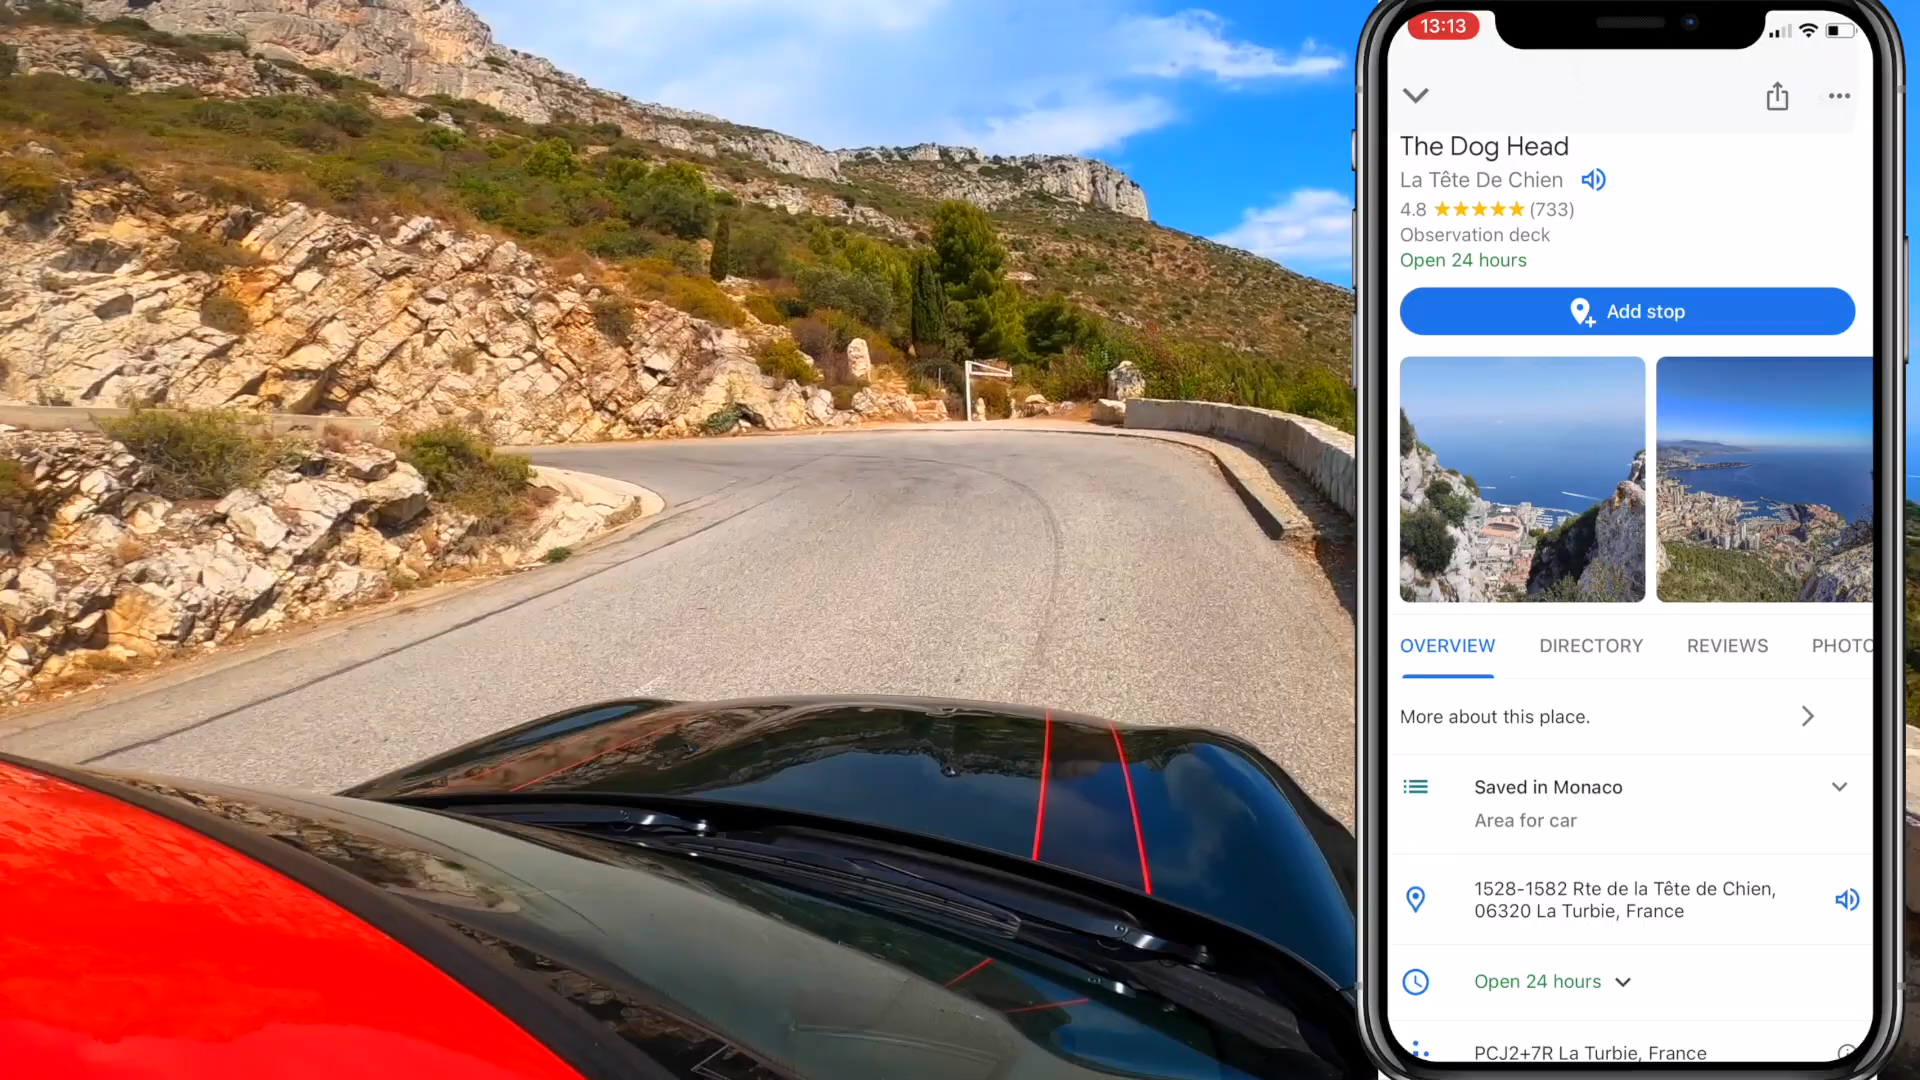 13:13
The Dog Head
La Tête De Chien
4.8 (733)
Observation deck
Open 24 hours
Add stop
OVERVIEW DIRECTORY REVIEWS PHOTO
More about this place.
Saved in Monaco
Area for car
1528-1582 Rte de la Tête de Chien,
06320 La Turbie, France
Open 24 hours
PCJ2+7R La Turbie, France